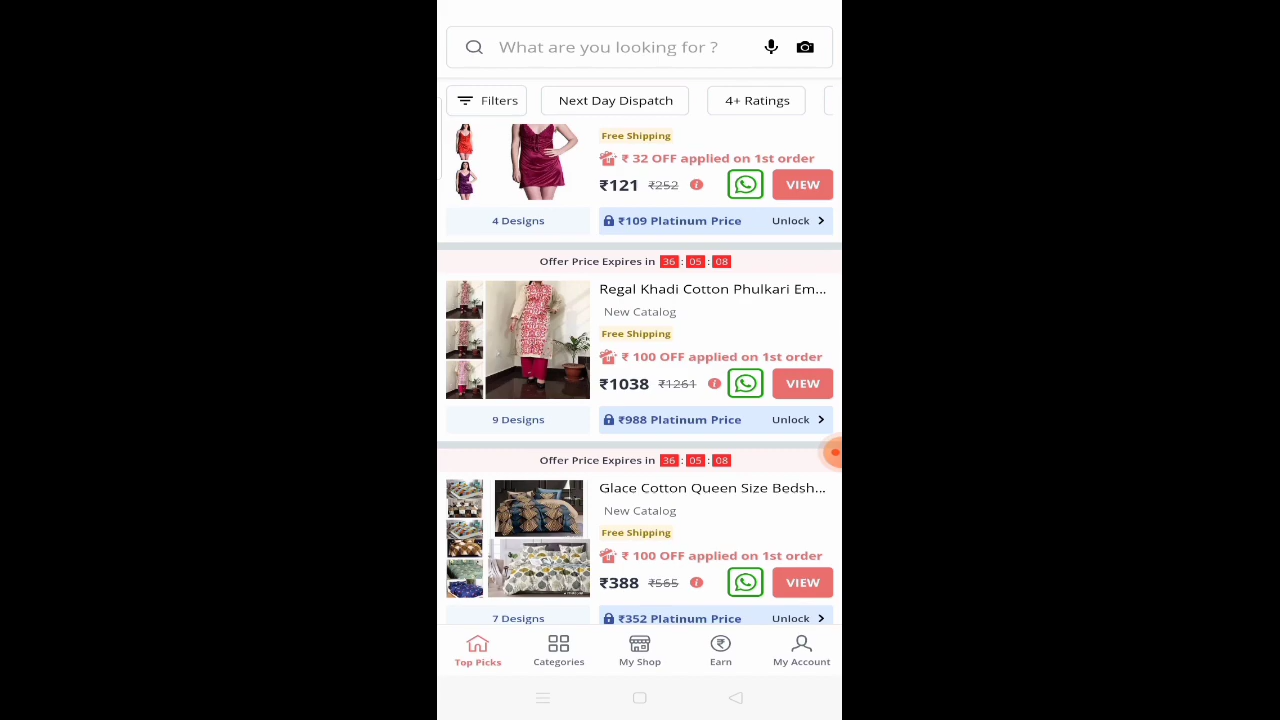 What are you looking for ?
Filters
Next Day Dispatch
4+ Ratings
Free Shipping
₹ 32 OFF applied on 1st order
₹121 ₹252
VIEW
4 Designs
₹109 Platinum Price
Unlock
Offer Price Expires in 36 : 05 : 08
Regal Khadi Cotton Phulkari Em...
New Catalog
Free Shipping
₹ 100 OFF applied on 1st order
₹1038 ₹1261
VIEW
9 Designs
₹988 Platinum Price
Unlock
Offer Price Expires in 36 : 05 : 08
Glace Cotton Queen Size Bedsh...
New Catalog
Free Shipping
₹ 100 OFF applied on 1st order
₹388 ₹565
VIEW
7 Designs
₹352 Platinum Price
Unlock
Top Picks
Categories
My Shop
Earn
My Account